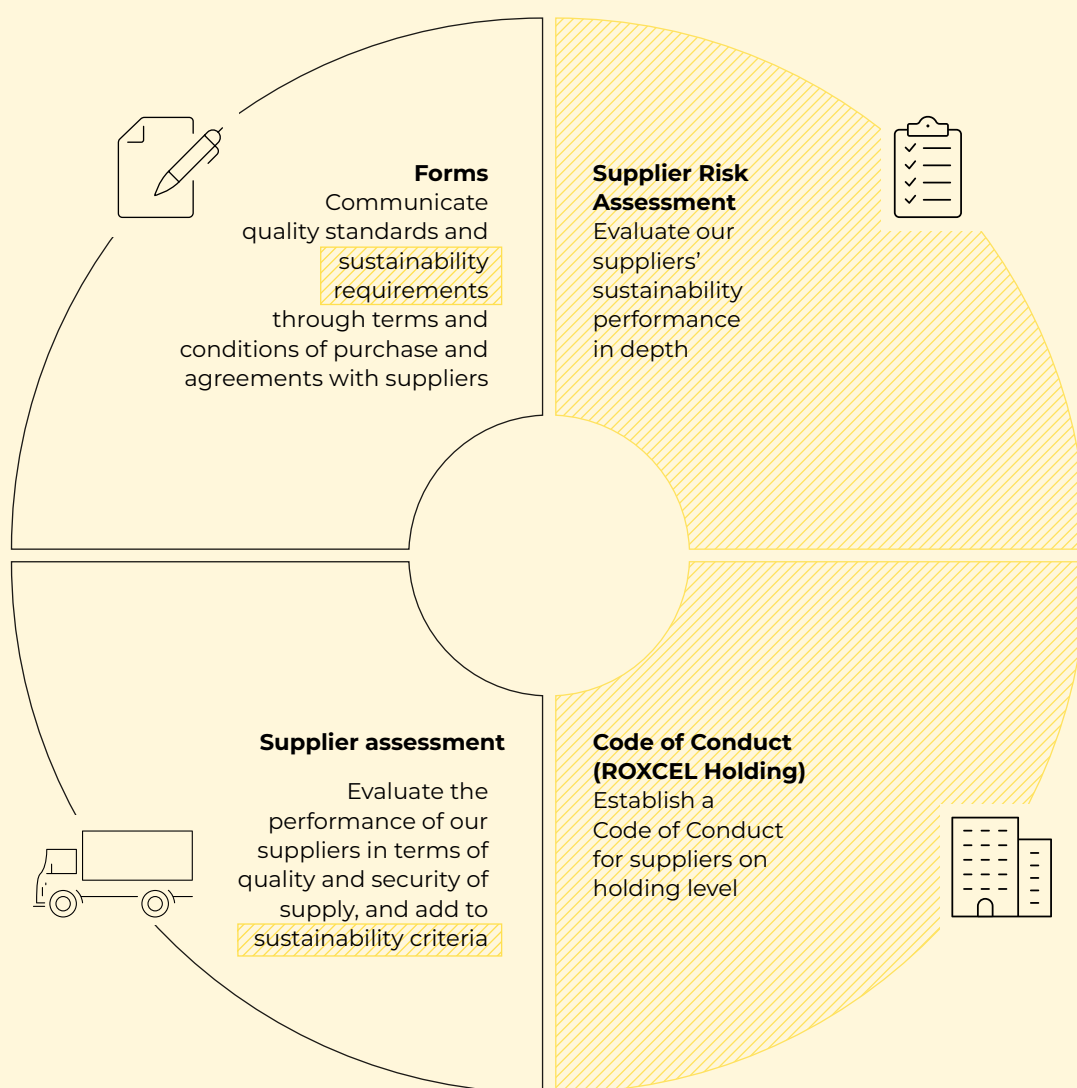 Forms
Communicate
quality standards and
sustainability
requirements
through terms and
conditions of purchase and
agreements with suppliers
Supplier Risk
Assessment
Evaluate our
suppliers’
sustainability
performance
in depth
Supplier assessment
Evaluate the
performance of our
suppliers in terms of
quality and security of
supply, and add to
sustainability criteria
Code of Conduct
(ROXCEL Holding)
Establish a
Code of Conduct
for suppliers on
holding level